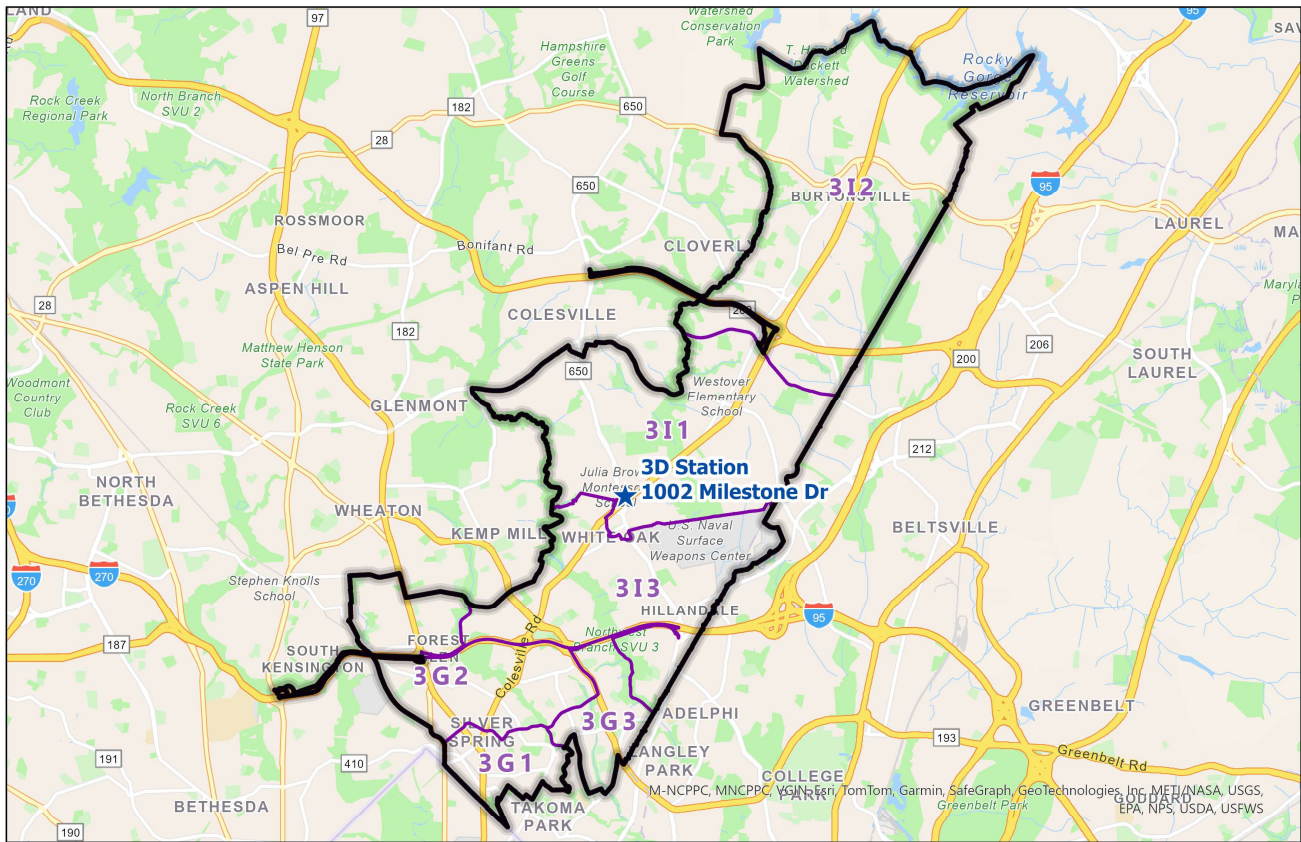 LAND
97
Watershed
Conservation
Park
95
SAV
Hampshire
Greens
Golf
Course
T. Howard
Duckett
Watershed
Rocky
Gorge
Reservoir
Rock Creek
Regional Park
North Branch
SVU 2
182
650
650
28
3I2
BURTONSVILLE
95
650
ROSSMOOR
LAUREL
MA
Bel Pre Rd
Bonifant Rd
CLOVERLY
ASPEN HILL
28
COLESVILLE
182
Matthew Henson
State Park
206
200
SOUTH
LAUREL
650
Westover
Elementary
School
Woodmont
Country
Club
Rock Creek
SVU 6
GLENMONT
3I1
212
3D Station
1002 Milestone Dr
NORTH
BETHESDA
WHEATON
KEMP MILL
WHITE OAK
U.S. Naval
Surface
Weapons Center
BELTSVILLE
270
270
Stephen Knolls
School
3I3
HILLANDALE
95
187
SOUTH
KENSINGTON
FOREST
GLEN
Northwest
Branch SVU 3
Colesville Rd
3G2
3G3
ADELPHI
GREENBELT
SILVER
SPRING
193
Greenbelt Rd
3G1
LANGLEY
PARK
191
410
BETHESDA
TAKOMA
PARK
COLLEGE
PARK
Greenbelt Park
GODDARD
190
M-NCPPC, MNCPPC, VGIN, Esri, TomTom, Garmin, SafeGraph, GeoTechnologies, Inc, METI/NASA, USGS,
EPA, NPS, USDA, USFWS